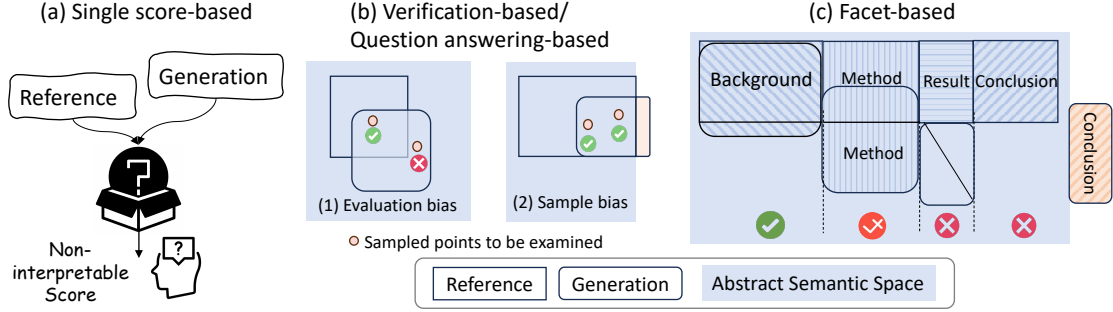 (a) Single score-based
Reference
Generation
?
Non-
interpretable
Score
?
(b) Verification-based/
Question answering-based
(1) Evaluation bias
(2) Sample bias
Sampled points to be examined
(c) Facet-based
Background
Method
Result
Conclusion
Method
Conclusion
Reference
Generation
Abstract Semantic Space